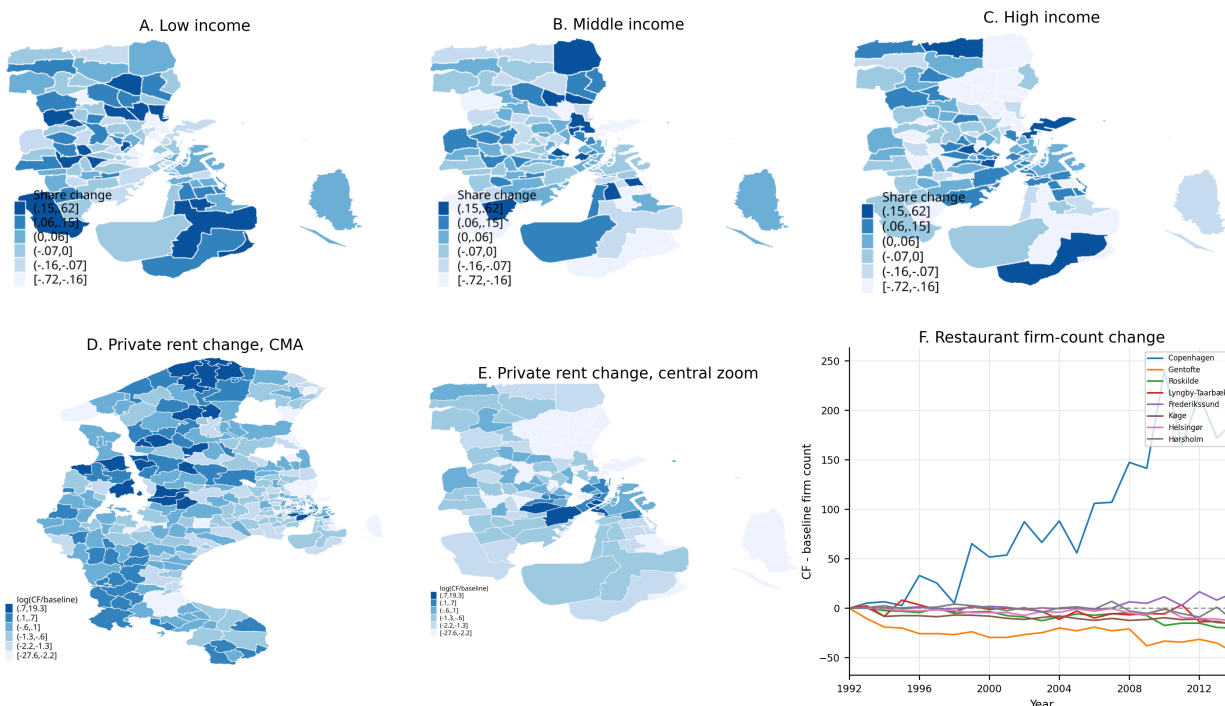 A. Low income
Share change
(.15,.62]
(.06,.15]
(0,.06]
(-.07,0]
(-.16,-.07]
[-.72,-.16]
B. Middle income
Share change
(.15,.62]
(.06,.15]
(0,.06]
(-.07,0]
(-.16,-.07]
[-.72,-.16]
C. High income
Share change
(.15,.62]
(.06,.15]
(0,.06]
(-.07,0]
(-.16,-.07]
[-.72,-.16]
D. Private rent change, CMA
log(CF/baseline)
(.7,19.3]
(.1,.7]
(-.6,.1]
(-1.3,-.6]
(-2.2,-1.3]
[-27.6,-2.2]
E. Private rent change, central zoom
log(CF/baseline)
(.7,19.3]
(.1,.7]
(-.6,.1]
(-1.3,-.6]
(-2.2,-1.3]
[-27.6,-2.2]
F. Restaurant firm-count change
Copenhagen
Gentofte
Roskilde
Lyngby-Taarbæk
Frederikssund
Køge
Helsingør
Hørsholm
CF - baseline firm count
250
200
150
100
50
0
−50
1992
1996
2000
2004
2008
2012
Year